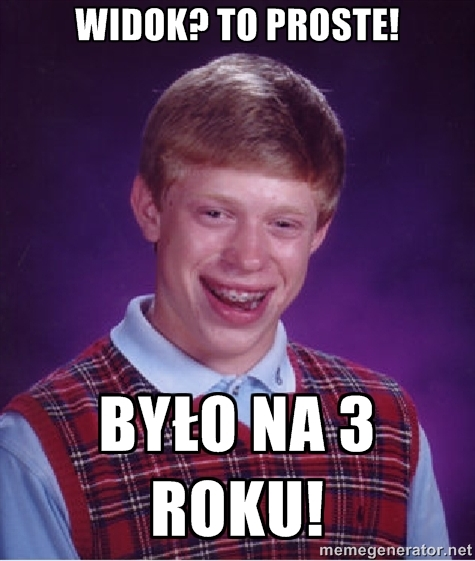 WIDOK? TO PROSTE!
BYŁO NA 3
ROKU!
memegenerator.net